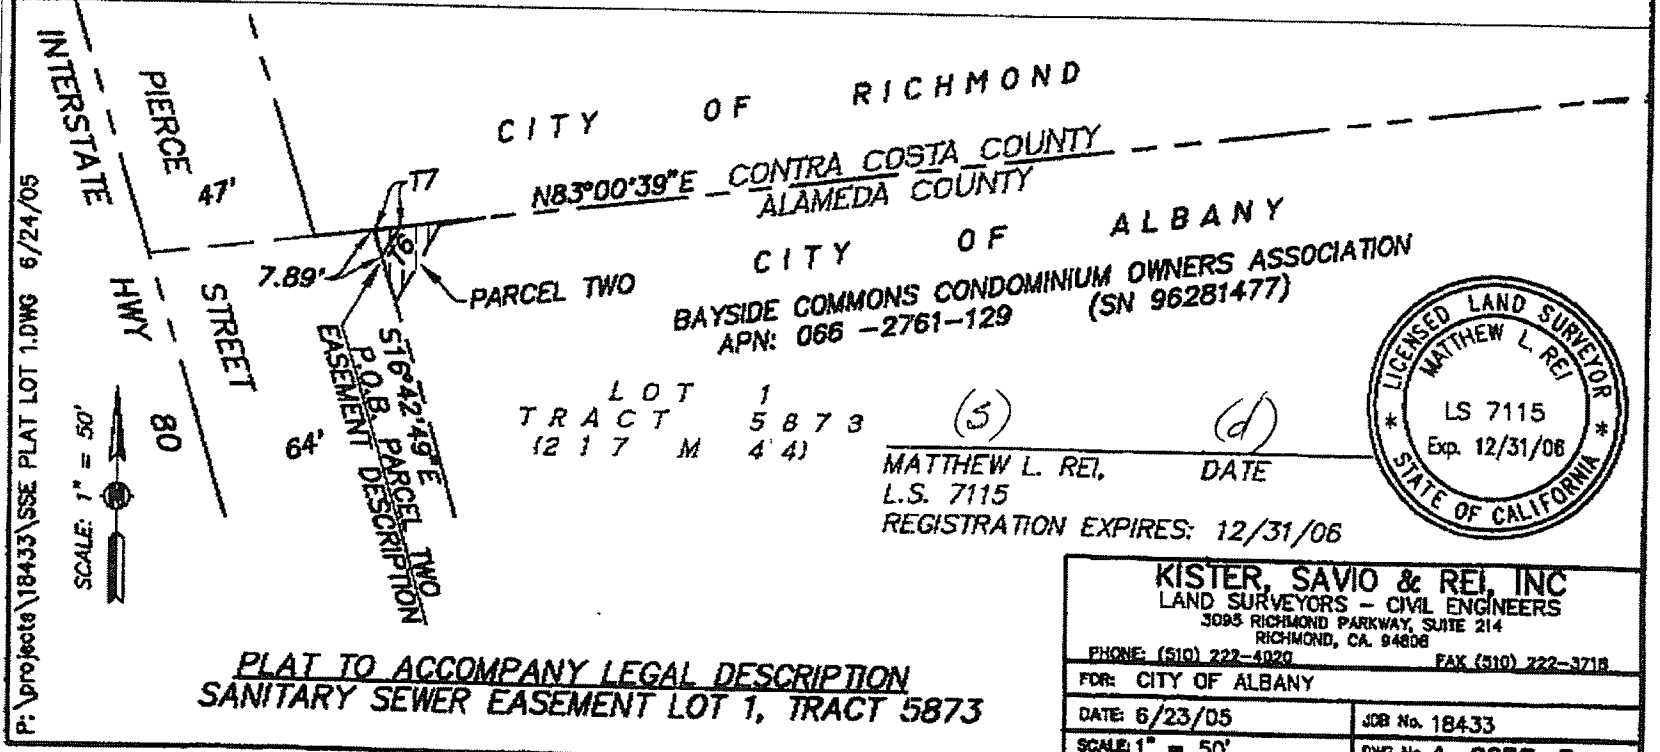 P: \projects\18433\SSE PLAT LOT 1.DWG 6/24/05
INTERSTATE
HWY
80
PIERCE
STREET
47'
64'
CITY OF RICHMOND
N83°00'39"E
CONTRA COSTA COUNTY
ALAMEDA COUNTY
CITY OF ALBANY
7.89'
PARCEL TWO
BAYSIDE COMMONS CONDOMINIUM OWNERS ASSOCIATION
APN: 066 -2761-129 (SN 96281477)
S16°42'49"E
P.O.B. PARCEL TWO
EASEMENT DESCRIPTION
LOT 1
TRACT 5873
(217 M 44)
SCALE: 1" = 50'
(s) (d)
MATTHEW L. REI, DATE
L.S. 7115
REGISTRATION EXPIRES: 12/31/06
LICENSED LAND SURVEYOR
MATTHEW L. REI
LS 7115
Exp. 12/31/06
* STATE OF CALIFORNIA *
PLAT TO ACCOMPANY LEGAL DESCRIPTION
SANITARY SEWER EASEMENT LOT 1, TRACT 5873
KISTER, SAVIO & REI, INC
LAND SURVEYORS - CIVIL ENGINEERS
3095 RICHMOND PARKWAY, SUITE 214
RICHMOND, CA. 94806
PHONE: (510) 222-4020 FAX (510) 222-3718
FOR: CITY OF ALBANY
DATE: 6/23/05 JOB No. 18433
SCALE: 1" = 50'